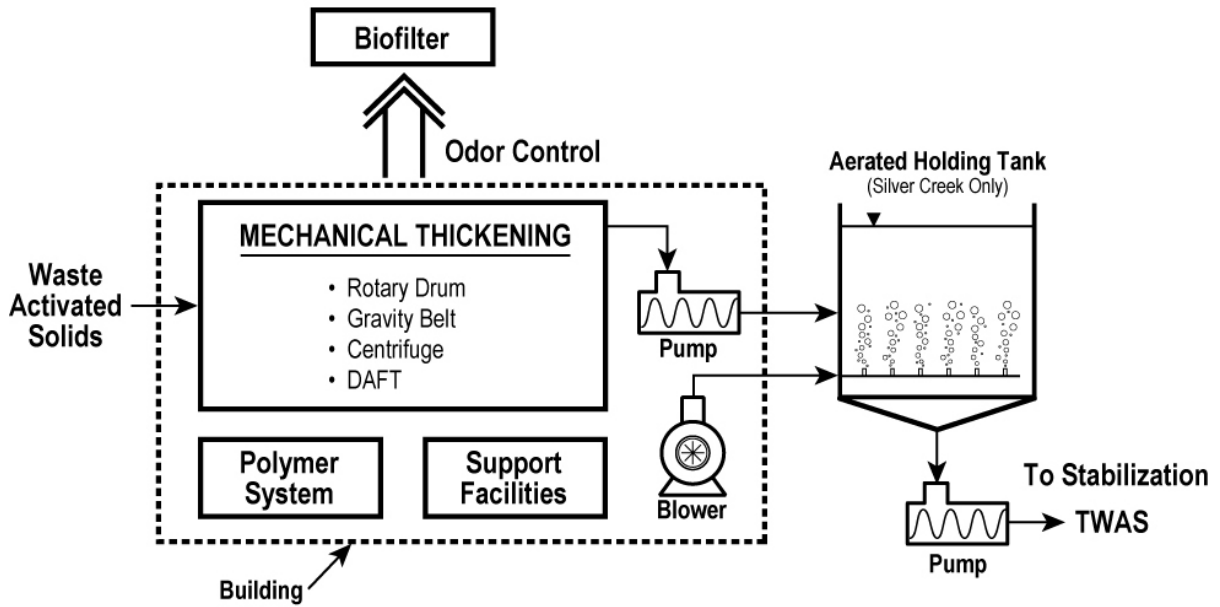 Biofilter
Odor Control
Aerated Holding Tank
(Silver Creek Only)
MECHANICAL THICKENING
• Rotary Drum
• Gravity Belt
• Centrifuge
• DAFT
Waste
Activated
Solids
Pump
Polymer
System
Support
Facilities
Blower
To Stabilization
TWAS
Pump
Building